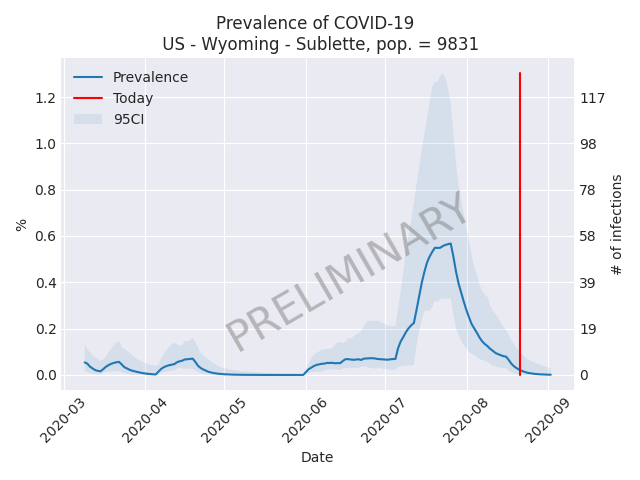 Prevalence of COVID-19
US - Wyoming - Sublette, pop. = 9831
Prevalence
Today
95CI
1.2
1.0
0.8
0.6
0.4
0.2
0.0
%
117
98
78
58
39
19
0
# of infections
PRELIMINARY
2020-03
2020-04
2020-05
2020-06
2020-07
2020-08
2020-09
Date